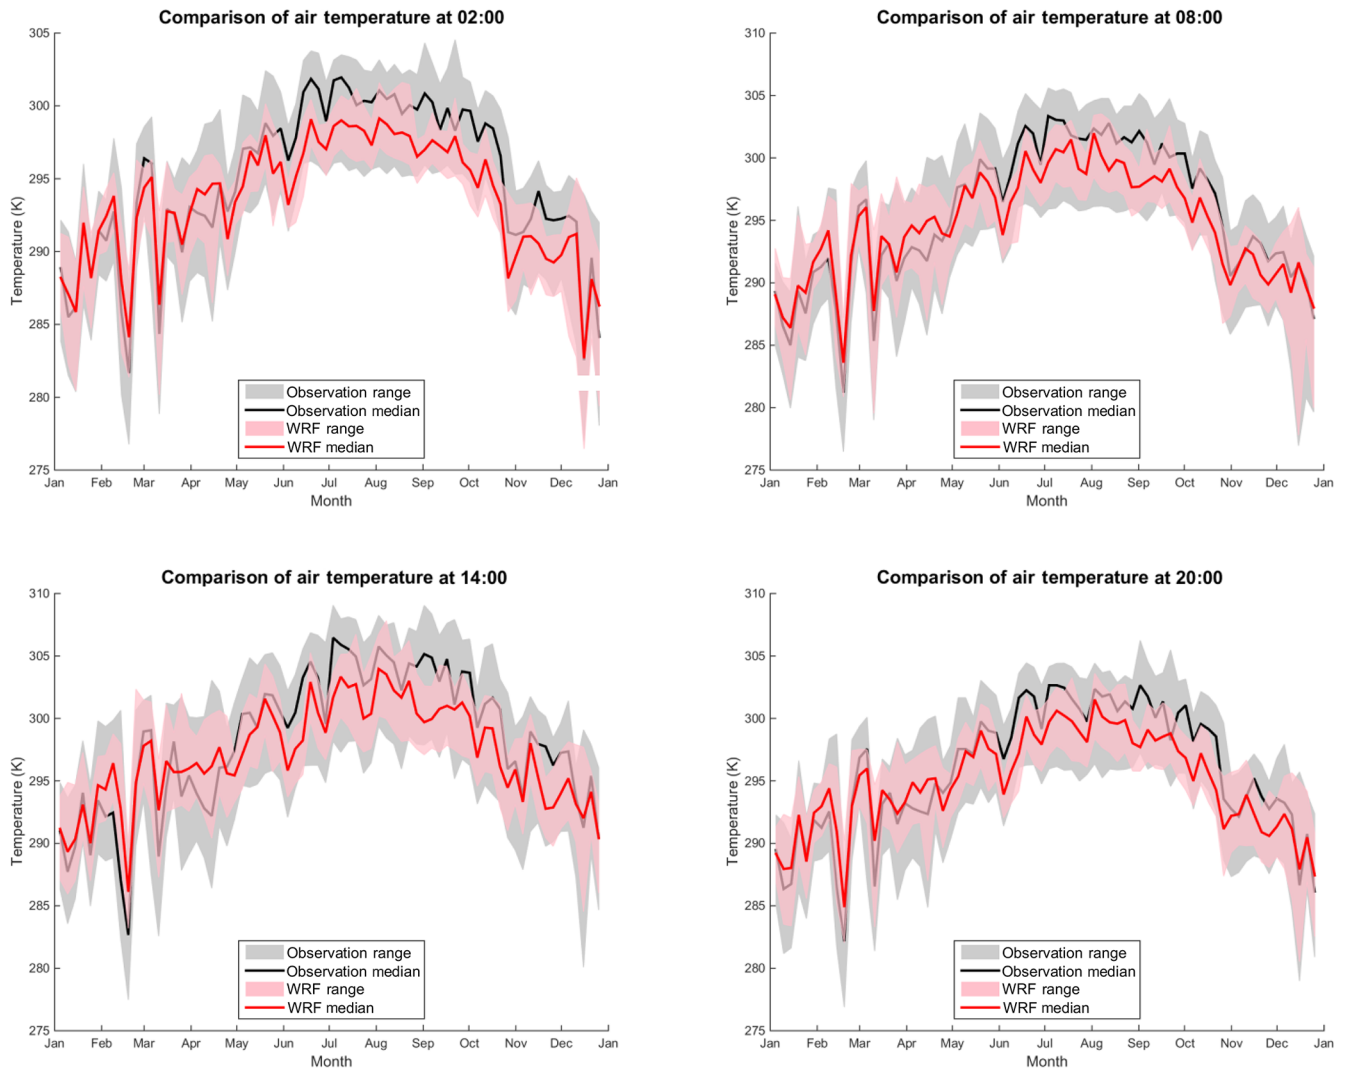 Comparison of air temperature at 02:00
305
300
295
290
285
280
275
Temperature (K)
Observation range
Observation median
WRF range
WRF median
Jan Feb Mar Apr May Jun Jul Aug Sep Oct Nov Dec Jan
Month
Comparison of air temperature at 08:00
310
305
300
295
290
285
280
275
Temperature (K)
Observation range
Observation median
WRF range
WRF median
Jan Feb Mar Apr May Jun Jul Aug Sep Oct Nov Dec Jan
Month
Comparison of air temperature at 14:00
310
305
300
295
290
285
280
275
Temperature (K)
Observation range
Observation median
WRF range
WRF median
Jan Feb Mar Apr May Jun Jul Aug Sep Oct Nov Dec Jan
Month
Comparison of air temperature at 20:00
310
305
300
295
290
285
280
275
Temperature (K)
Observation range
Observation median
WRF range
WRF median
Jan Feb Mar Apr May Jun Jul Aug Sep Oct Nov Dec Jan
Month